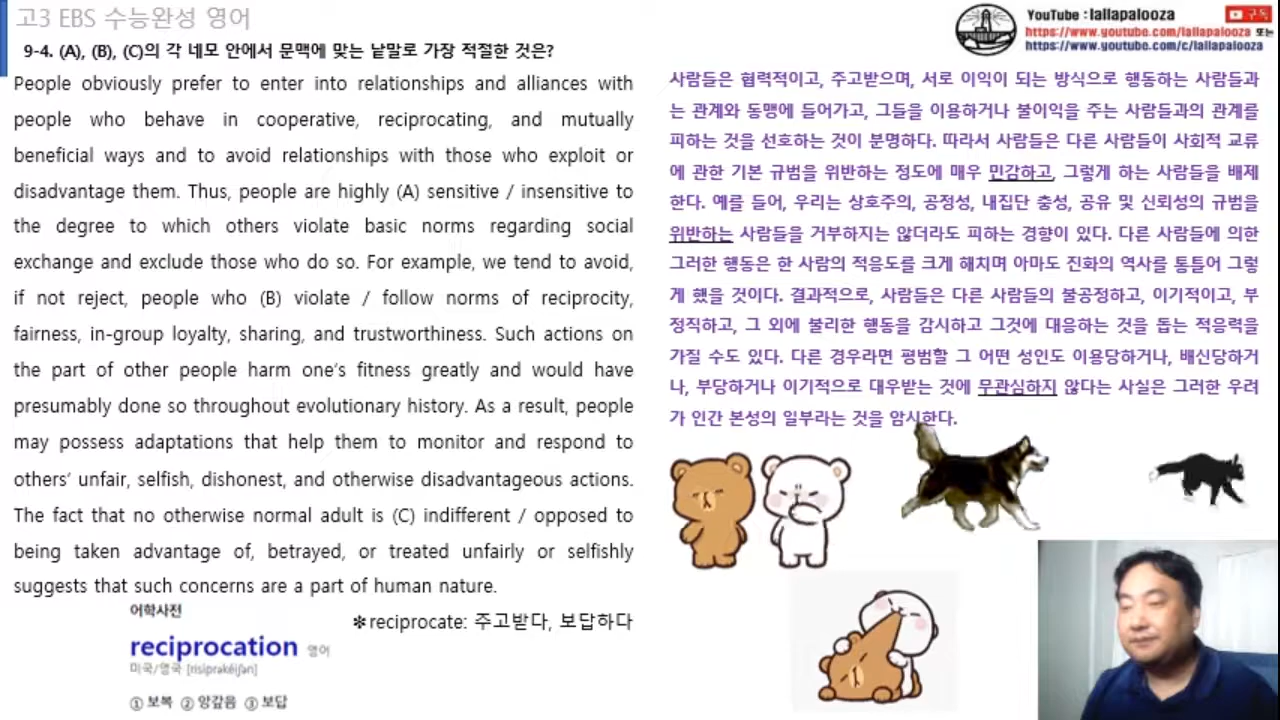 고3 EBS 수능완성 영어
9-4. (A), (B), (C)의 각 네모 안에서 문맥에 맞는 낱말로 가장 적절한 것은?
People obviously prefer to enter into relationships and alliances with
people who behave in cooperative, reciprocating, and mutually
beneficial ways and to avoid relationships with those who exploit or
disadvantage them. Thus, people are highly (A) sensitive / insensitive to
the degree to which others violate basic norms regarding social
exchange and exclude those who do so. For example, we tend to avoid,
if not reject, people who (B) violate / follow norms of reciprocity,
fairness, in-group loyalty, sharing, and trustworthiness. Such actions on
the part of other people harm one's fitness greatly and would have
presumably done so throughout evolutionary history. As a result, people
may possess adaptations that help them to monitor and respond to
others' unfair, selfish, dishonest, and otherwise disadvantageous actions.
The fact that no otherwise normal adult is (C) indifferent / opposed to
being taken advantage of, betrayed, or treated unfairly or selfishly
suggests that such concerns are a part of human nature.
✽reciprocate: 주고받다, 보답하다
어학사전
reciprocation 영어
미국/영국 [rìsiprəkéiʃən]
① 보복 ② 앙갚음 ③ 보답
YouTube : lallapalooza
구독
https://www.youtube.com/lallapalooza 또는
https://www.youtube.com/c/lallapalooza
사람들은 협력적이고, 주고받으며, 서로 이익이 되는 방식으로 행동하는 사람들과
는 관계와 동맹에 들어가고, 그들을 이용하거나 불이익을 주는 사람들과의 관계를
피하는 것을 선호하는 것이 분명하다. 따라서 사람들은 다른 사람들이 사회적 교류
에 관한 기본 규범을 위반하는 정도에 매우 민감하고, 그렇게 하는 사람들을 배제
한다. 예를 들어, 우리는 상호주의, 공정성, 내집단 충성, 공유 및 신뢰성의 규범을
위반하는 사람들을 거부하지는 않더라도 피하는 경향이 있다. 다른 사람들에 의한
그러한 행동은 한 사람의 적응도를 크게 해치며 아마도 진화의 역사를 통틀어 그렇
게 했을 것이다. 결과적으로, 사람들은 다른 사람들의 불공정하고, 이기적이고, 부
정직하고, 그 외에 불리한 행동을 감시하고 그것에 대응하는 것을 돕는 적응력을
가질 수도 있다. 다른 경우라면 평범할 그 어떤 성인도 이용당하거나, 배신당하거
나, 부당하거나 이기적으로 대우받는 것에 무관심하지 않다는 사실은 그러한 우려
가 인간 본성의 일부라는 것을 암시한다.